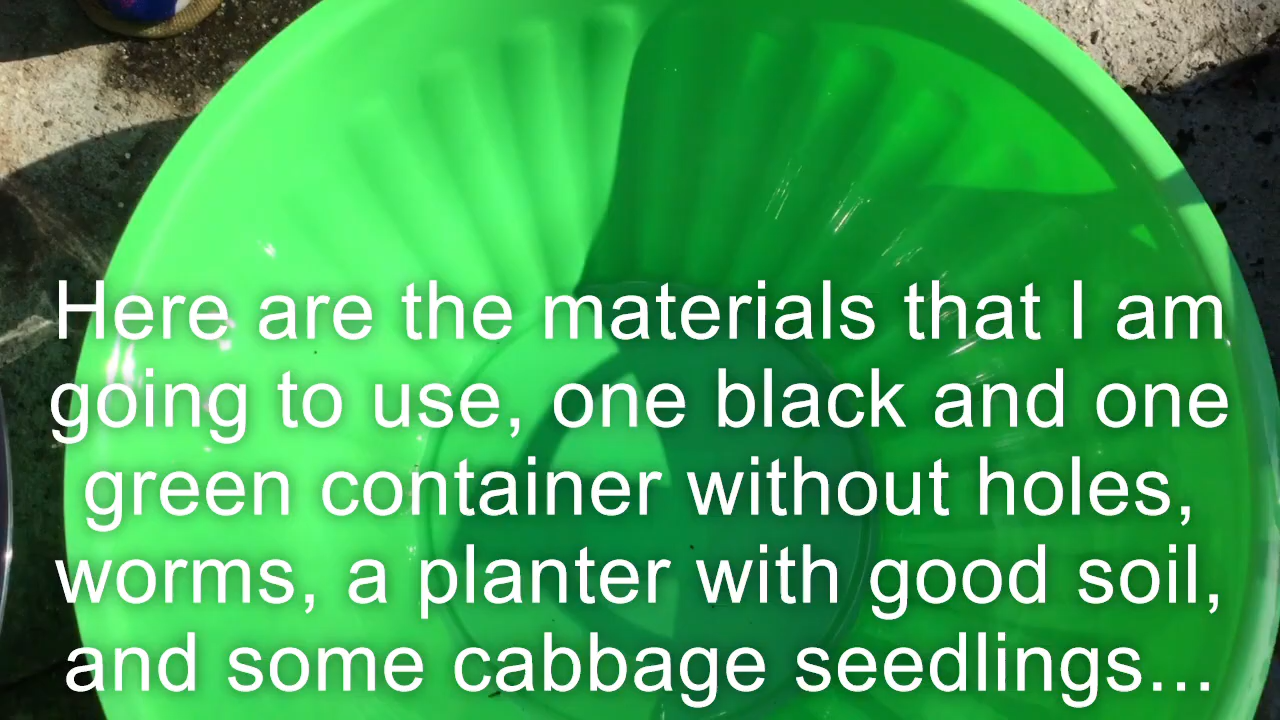 Here are the materials that I am
going to use, one black and one
green container without holes,
worms, a planter with good soil,
and some cabbage seedlings...